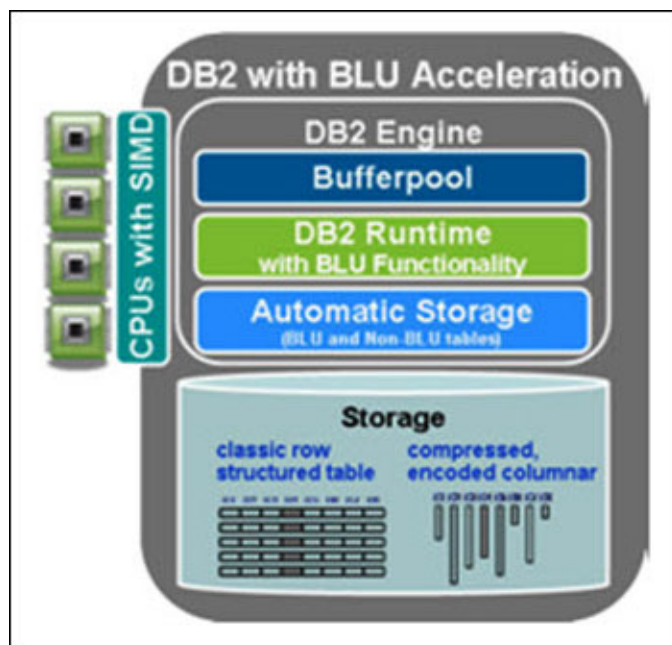 DB2 with BLU Acceleration
CPUs with SIMD
DB2 Engine
Bufferpool
DB2 Runtime
with BLU Functionality
Automatic Storage
(BLU and Non-BLU tables)
Storage
classic row
structured table
compressed,
encoded columnar